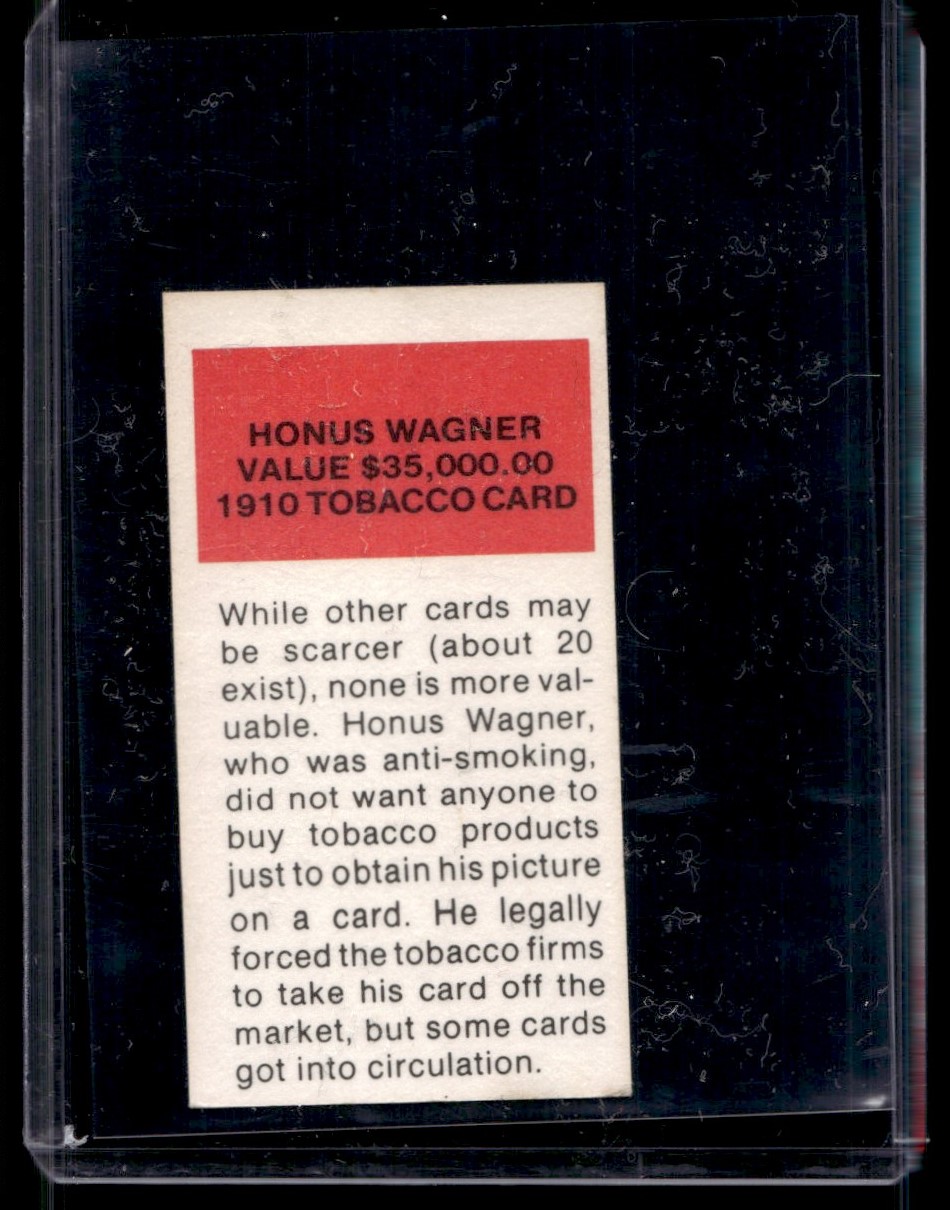 HONUS WAGNER
VALUE $35,000.00
1910 TOBACCO CARD
While other cards may
be scarcer (about 20
exist), none is more val-
uable. Honus Wagner,
who was anti-smoking,
did not want anyone to
buy tobacco products
just to obtain his picture
on a card. He legally
forced the tobacco firms
to take his card off the
market, but some cards
got into circulation.